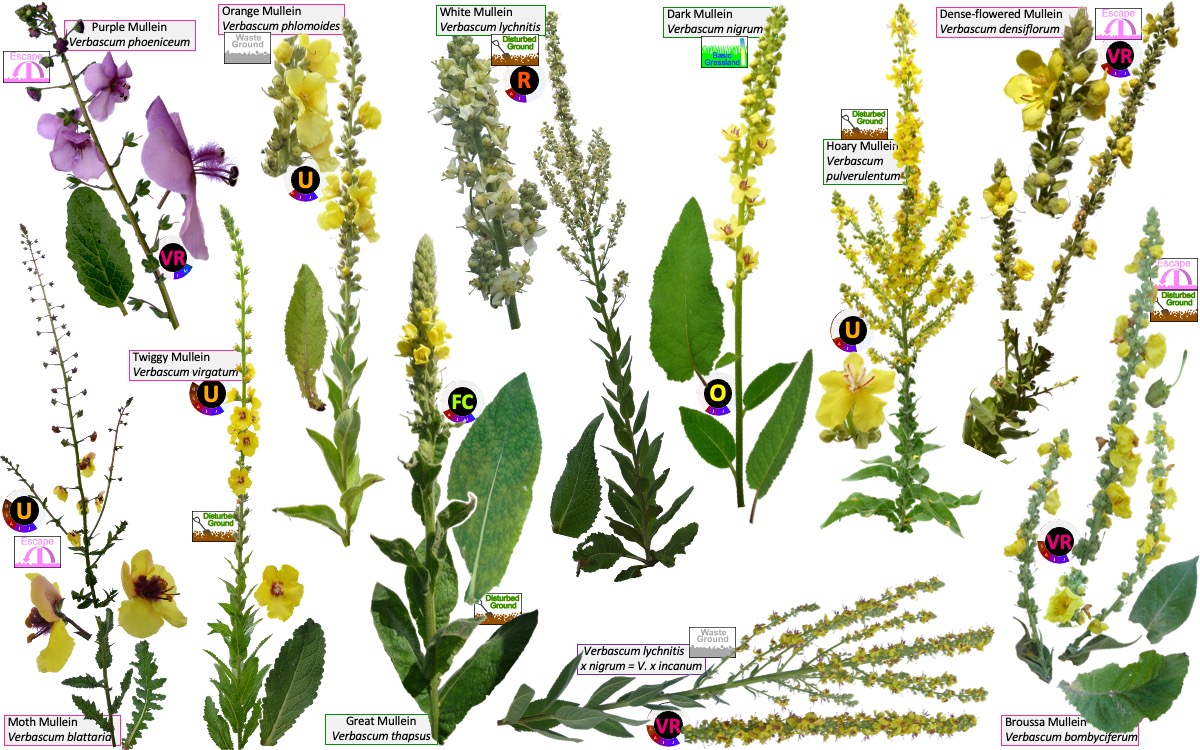 Purple Mullein
Verbascum phoeniceum
Escape
VR
Orange Mullein
Verbascum phlomoides
Waste
Ground
U
White Mullein
Verbascum lychnitis
Disturbed
Ground
R
Dark Mullein
Verbascum nigrum
Basic
Grassland
O
Dense-flowered Mullein
Verbascum densiflorum
Escape
VR
Disturbed
Ground
Hoary Mullein
Verbascum
pulverulentum
U
Twiggy Mullein
Verbascum virgatum
U
Disturbed
Ground
FC
Disturbed
Ground
Great Mullein
Verbascum thapsus
U
Escape
Moth Mullein
Verbascum blattaria
Waste
Ground
Verbascum lychnitis
x nigrum = V. x incanum
VR
Escape
Disturbed
Ground
VR
Broussa Mullein
Verbascum bombyciferum